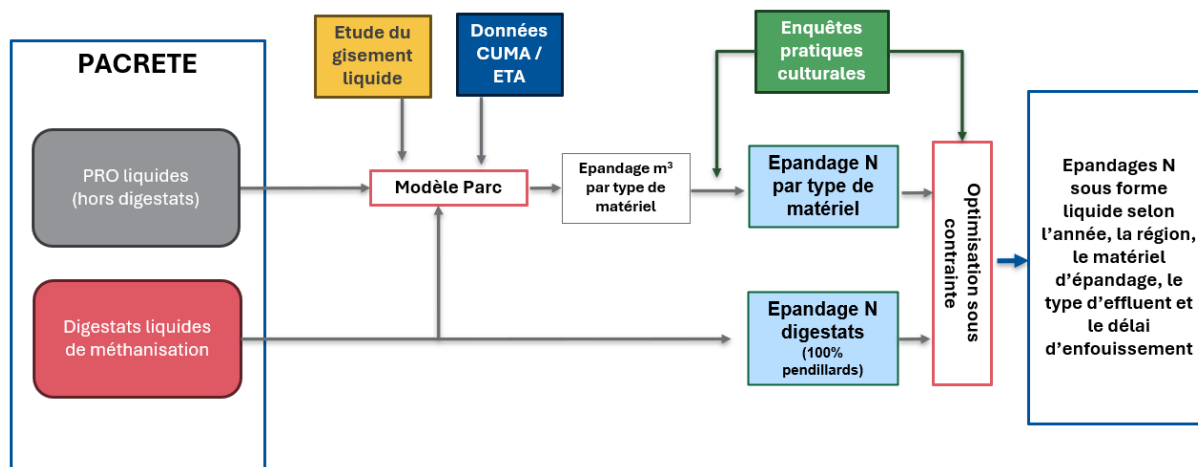 PACRETE
PRO liquides
(hors digestats)
Digestats liquides
de méthanisation
Etude du
gisement
liquide
Données
CUMA /
ETA
Modèle Parc
Epandage m³
par type de
matériel
Enquêtes
pratiques
culturales
Epandage N
par type de
matériel
Epandage N
digestats
(100%
pendillards)
Optimisation sous
contrainte
Epandages N
sous forme
liquide selon
l’année, la région,
le matériel
d’épandage, le
type d’effluent et
le délai
d’enfouissement